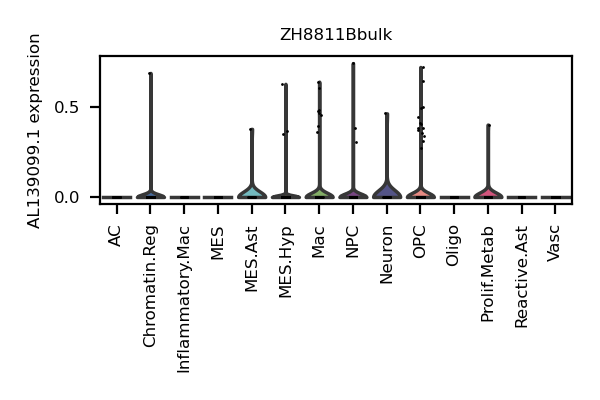 ZH8811Bbulk
AL139099.1 expression
0.5
0.0
AC
Chromatin.Reg
Inflammatory.Mac
MES
MES.Ast
MES.Hyp
Mac
NPC
Neuron
OPC
Oligo
Prolif.Metab
Reactive.Ast
Vasc